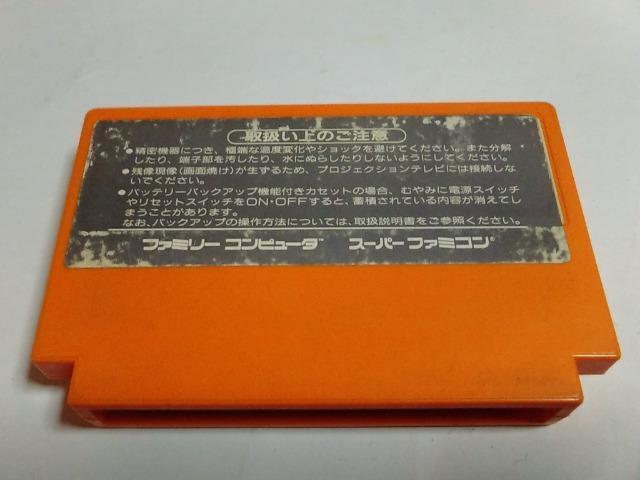 取扱い上のご注意
●精密機器につき、極端な温度変化やショックを避けてください。また分解
したり、端子部を汚したり、水にぬらしたりしないようにしてください。
●残像現像(画面焼け)が生ずるため、プロジェクションテレビには接続しな
いでください。
●バッテリーバックアップ機能付きカセットの場合、むやみに電源スイッチ
やリセットスイッチをON・OFFすると、蓄積されている内容が消えてし
まうことがあります。
なお、バックアップの操作方法については、取扱説明書をご参照ください。
ファミリーコンピュータ スーパーファミコン